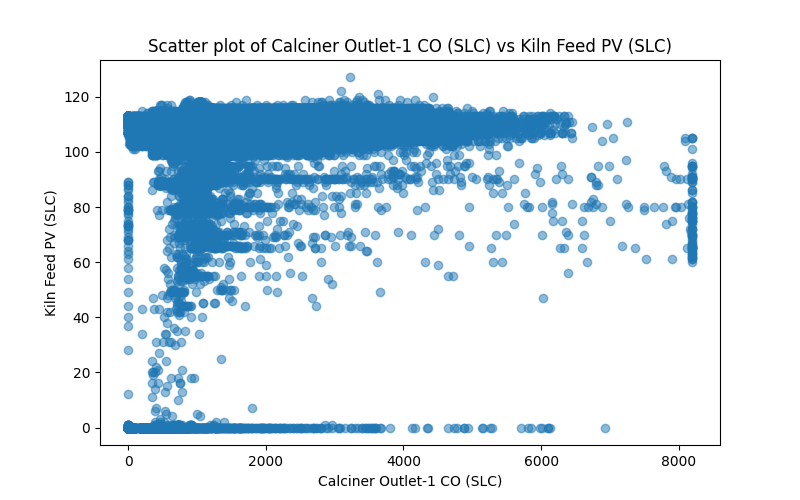 Scatter plot of Calciner Outlet-1 CO (SLC) vs Kiln Feed PV (SLC)
120
100
80
60
40
20
0
Kiln Feed PV (SLC)
0 2000 4000 6000 8000
Calciner Outlet-1 CO (SLC)